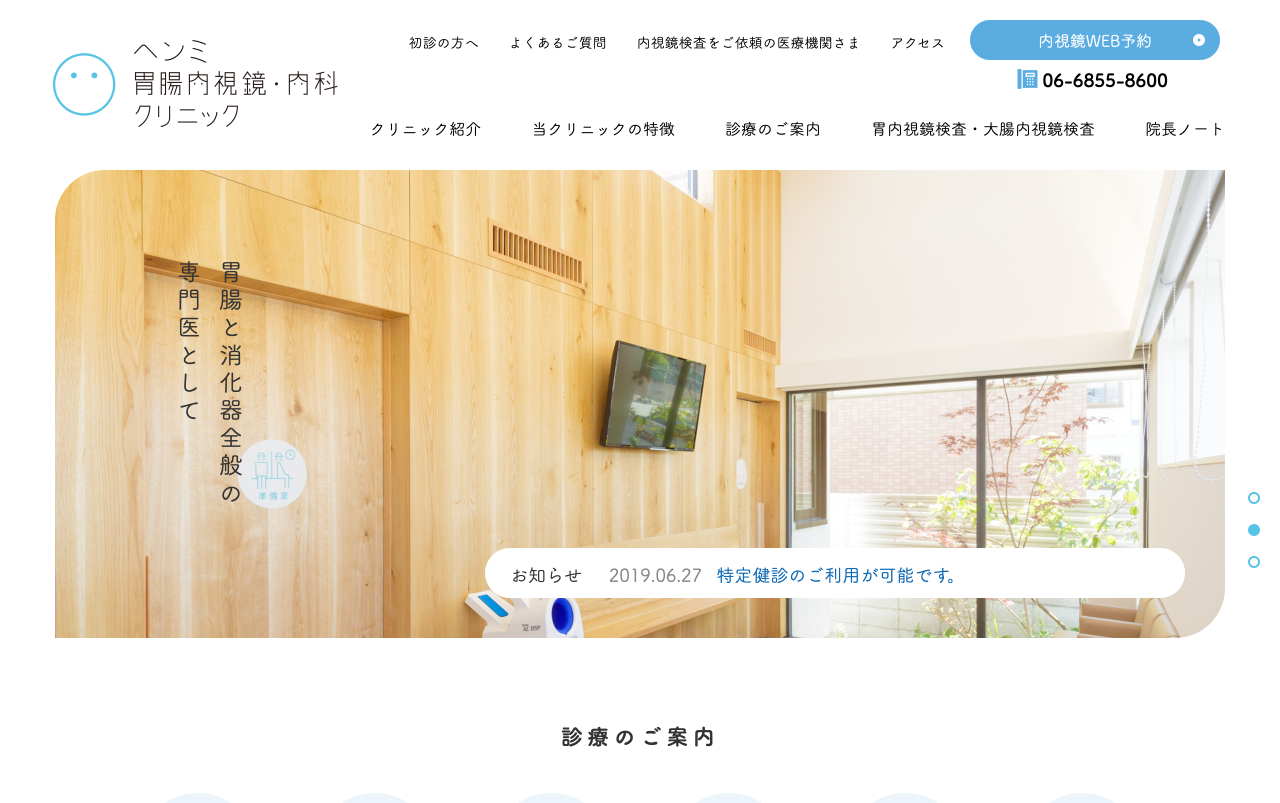 ヘンミ
胃腸内視鏡・内科
クリニック
初診の方へ
よくあるご質問
内視鏡検査をご依頼の医療機関さま
アクセス
内視鏡WEB予約
06-6855-8600
クリニック紹介
当クリニックの特徴
診療のご案内
胃内視鏡検査・大腸内視鏡検査
院長ノート
胃腸と消化器全般の
専門医として
準備室
お知らせ 2019.06.27 特定健診のご利用が可能です。
診療のご案内